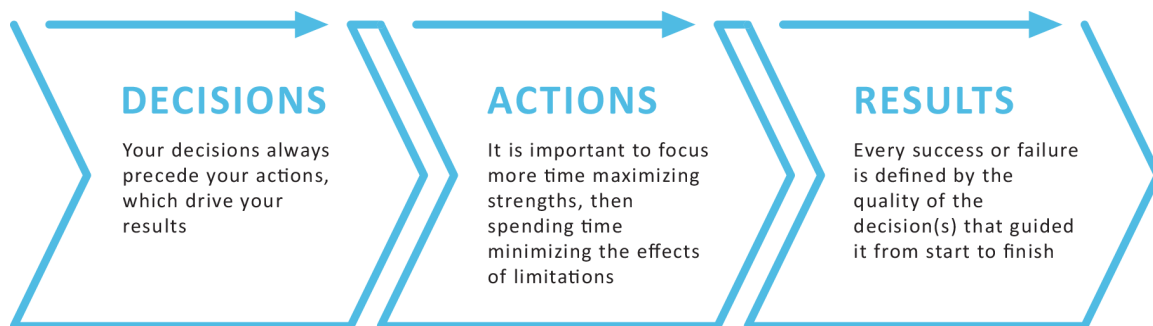 DECISIONS
Your decisions always
precede your actions,
which drive your
results
ACTIONS
It is important to focus
more time maximizing
strengths, then
spending time
minimizing the effects
of limitations
RESULTS
Every success or failure
is defined by the
quality of the
decision(s) that guided
it from start to finish